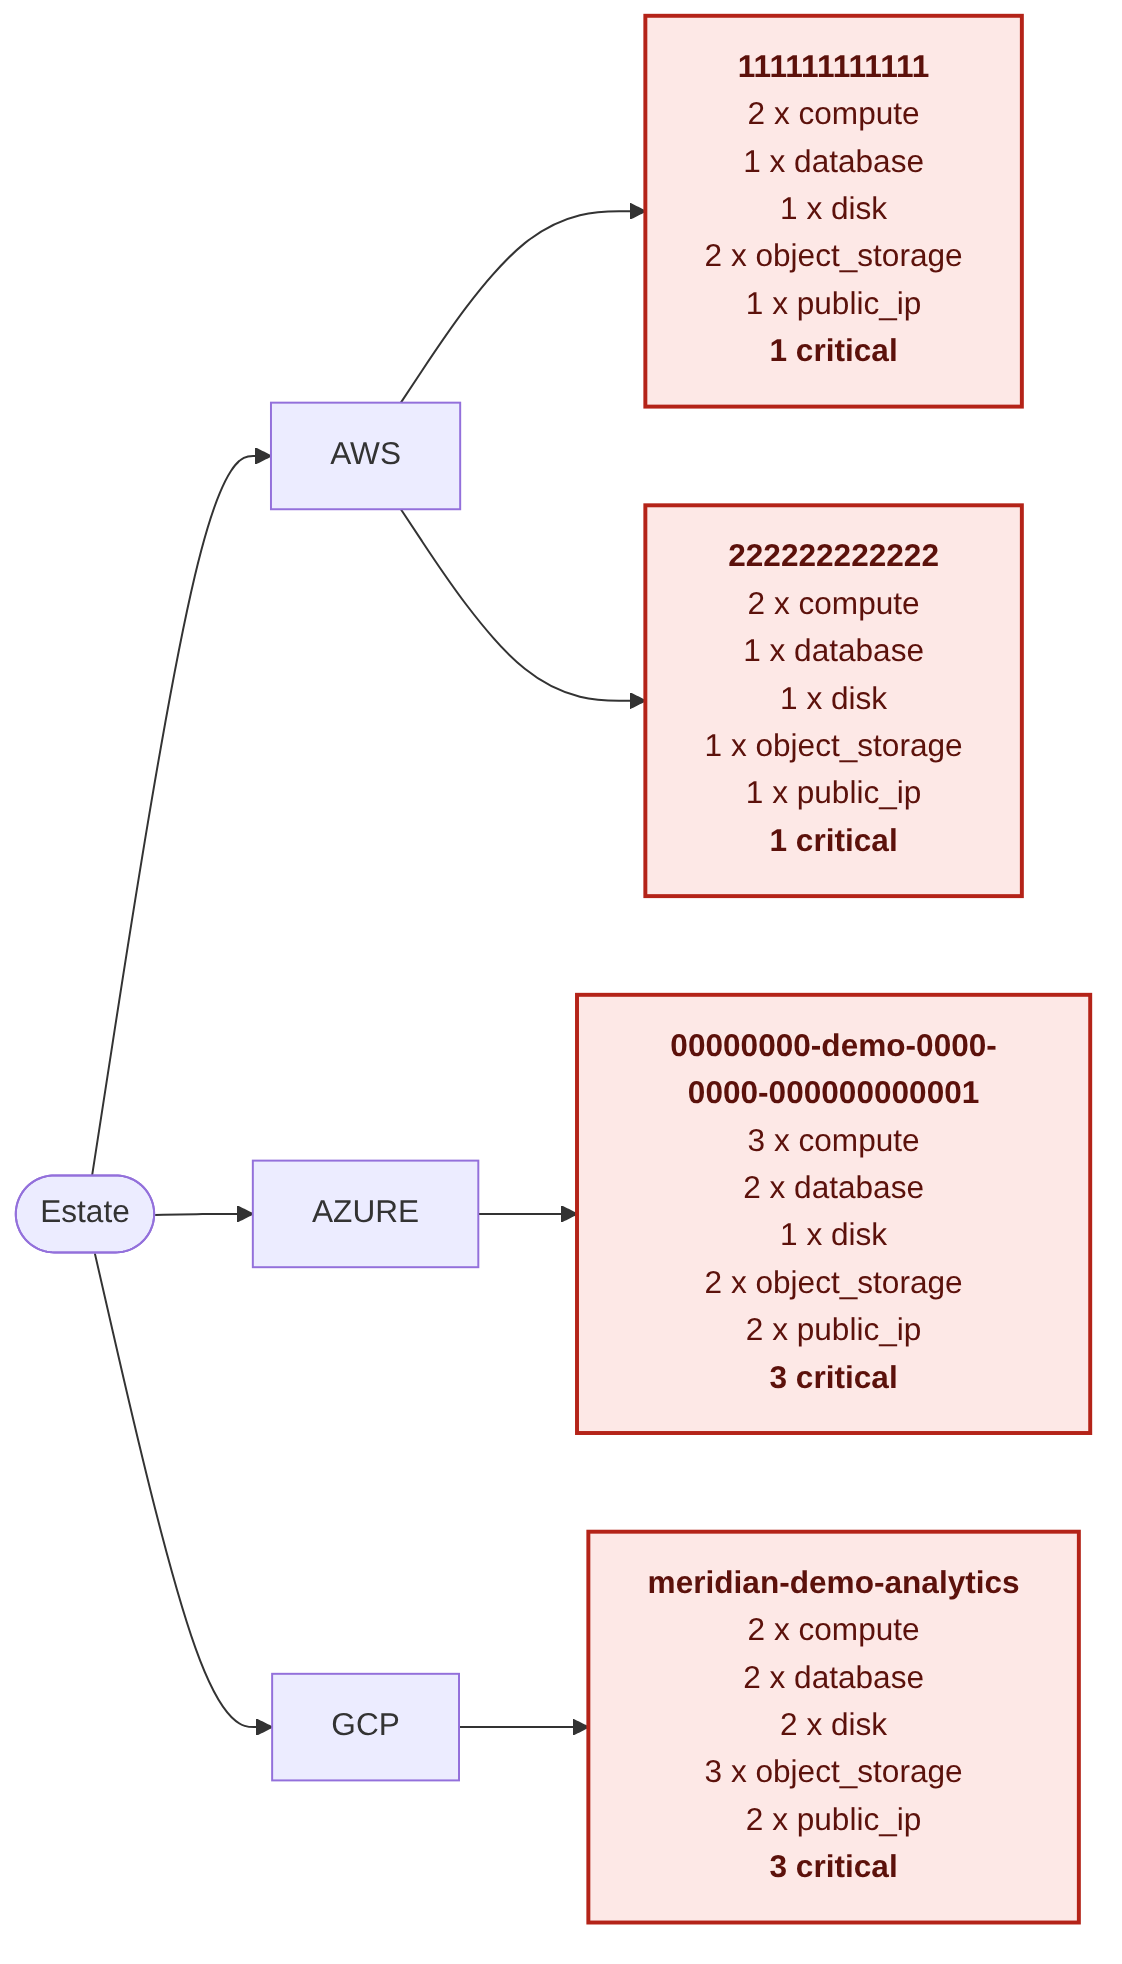 Estate
AWS
111111111111
2 x compute
1 x database
1 x disk
2 x object_storage
1 x public_ip
1 critical
222222222222
2 x compute
1 x database
1 x disk
1 x object_storage
1 x public_ip
1 critical
AZURE
00000000-demo-0000-
0000-000000000001
3 x compute
2 x database
1 x disk
2 x object_storage
2 x public_ip
3 critical
GCP
meridian-demo-analytics
2 x compute
2 x database
2 x disk
3 x object_storage
2 x public_ip
3 critical